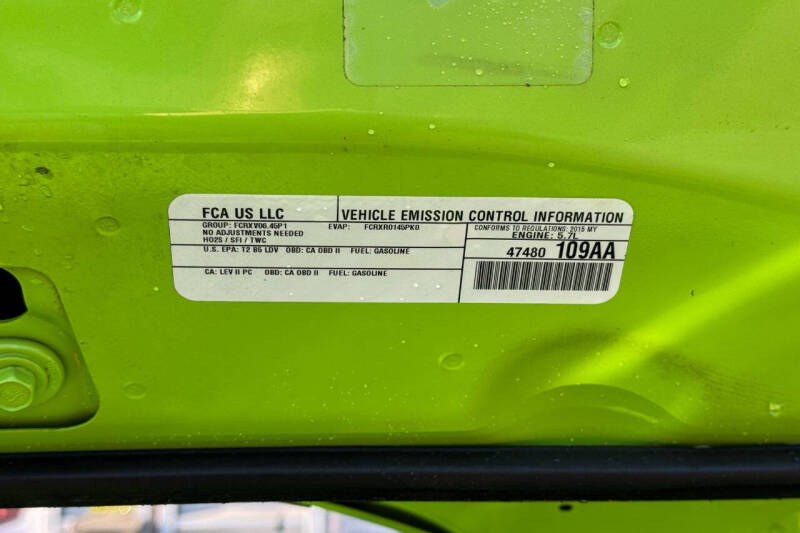 FCA US LLC
VEHICLE EMISSION CONTROL INFORMATION
GROUP: FCRXV06.45P1 EVAP: FCRXR0145PK0
NO ADJUSTMENTS NEEDED
HO2S / SFI / TWC
CONFORMS TO REGULATIONS: 2015 MY
ENGINE: 5.7L
U.S. EPA: T2 B5 LDV OBD: CA OBD II FUEL: GASOLINE
47480 109AA
CA: LEV II PC OBD: CA OBD II FUEL: GASOLINE